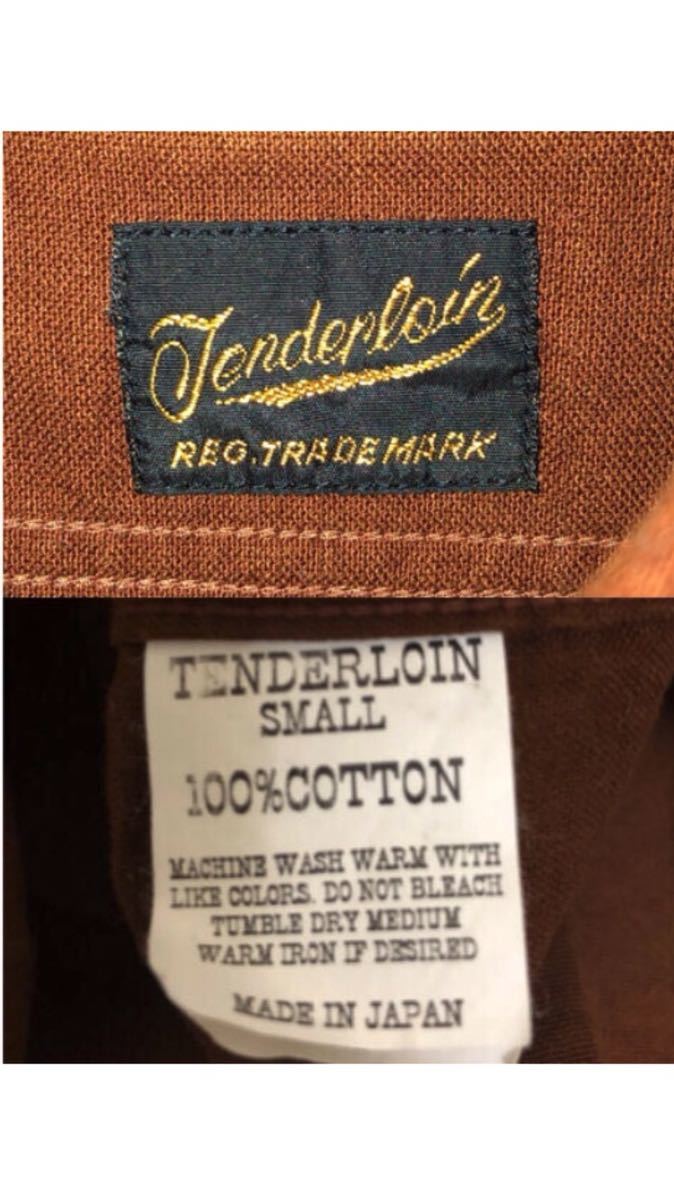 Tenderloin
REG.TRADEMARK
TENDERLOIN
SMALL
100%COTTON
MACHINE WASH WARM WITH
LIKE COLORS. DO NOT BLEACH
TUMBLE DRY MEDIUM
WARM IRON IF DESIRED
MADE IN JAPAN